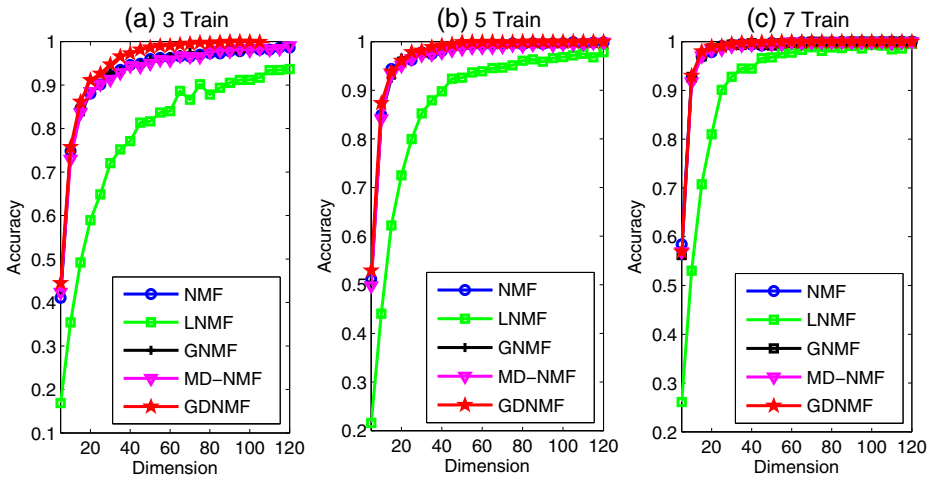 (a) 3 Train
1
0.9
0.8
0.7
0.6
0.5
0.4
0.3
0.2
0.1
Accuracy
20 40 60 80 100 120
Dimension
NMF
LNMF
GNMF
MD-NMF
GDNMF
(b) 5 Train
1
0.9
0.8
0.7
0.6
0.5
0.4
0.3
0.2
Accuracy
20 40 60 80 100 120
Dimension
NMF
LNMF
GNMF
MD-NMF
GDNMF
(c) 7 Train
1
0.9
0.8
0.7
0.6
0.5
0.4
0.3
0.2
Accuracy
20 40 60 80 100 120
Dimension
NMF
LNMF
GNMF
MD-NMF
GDNMF